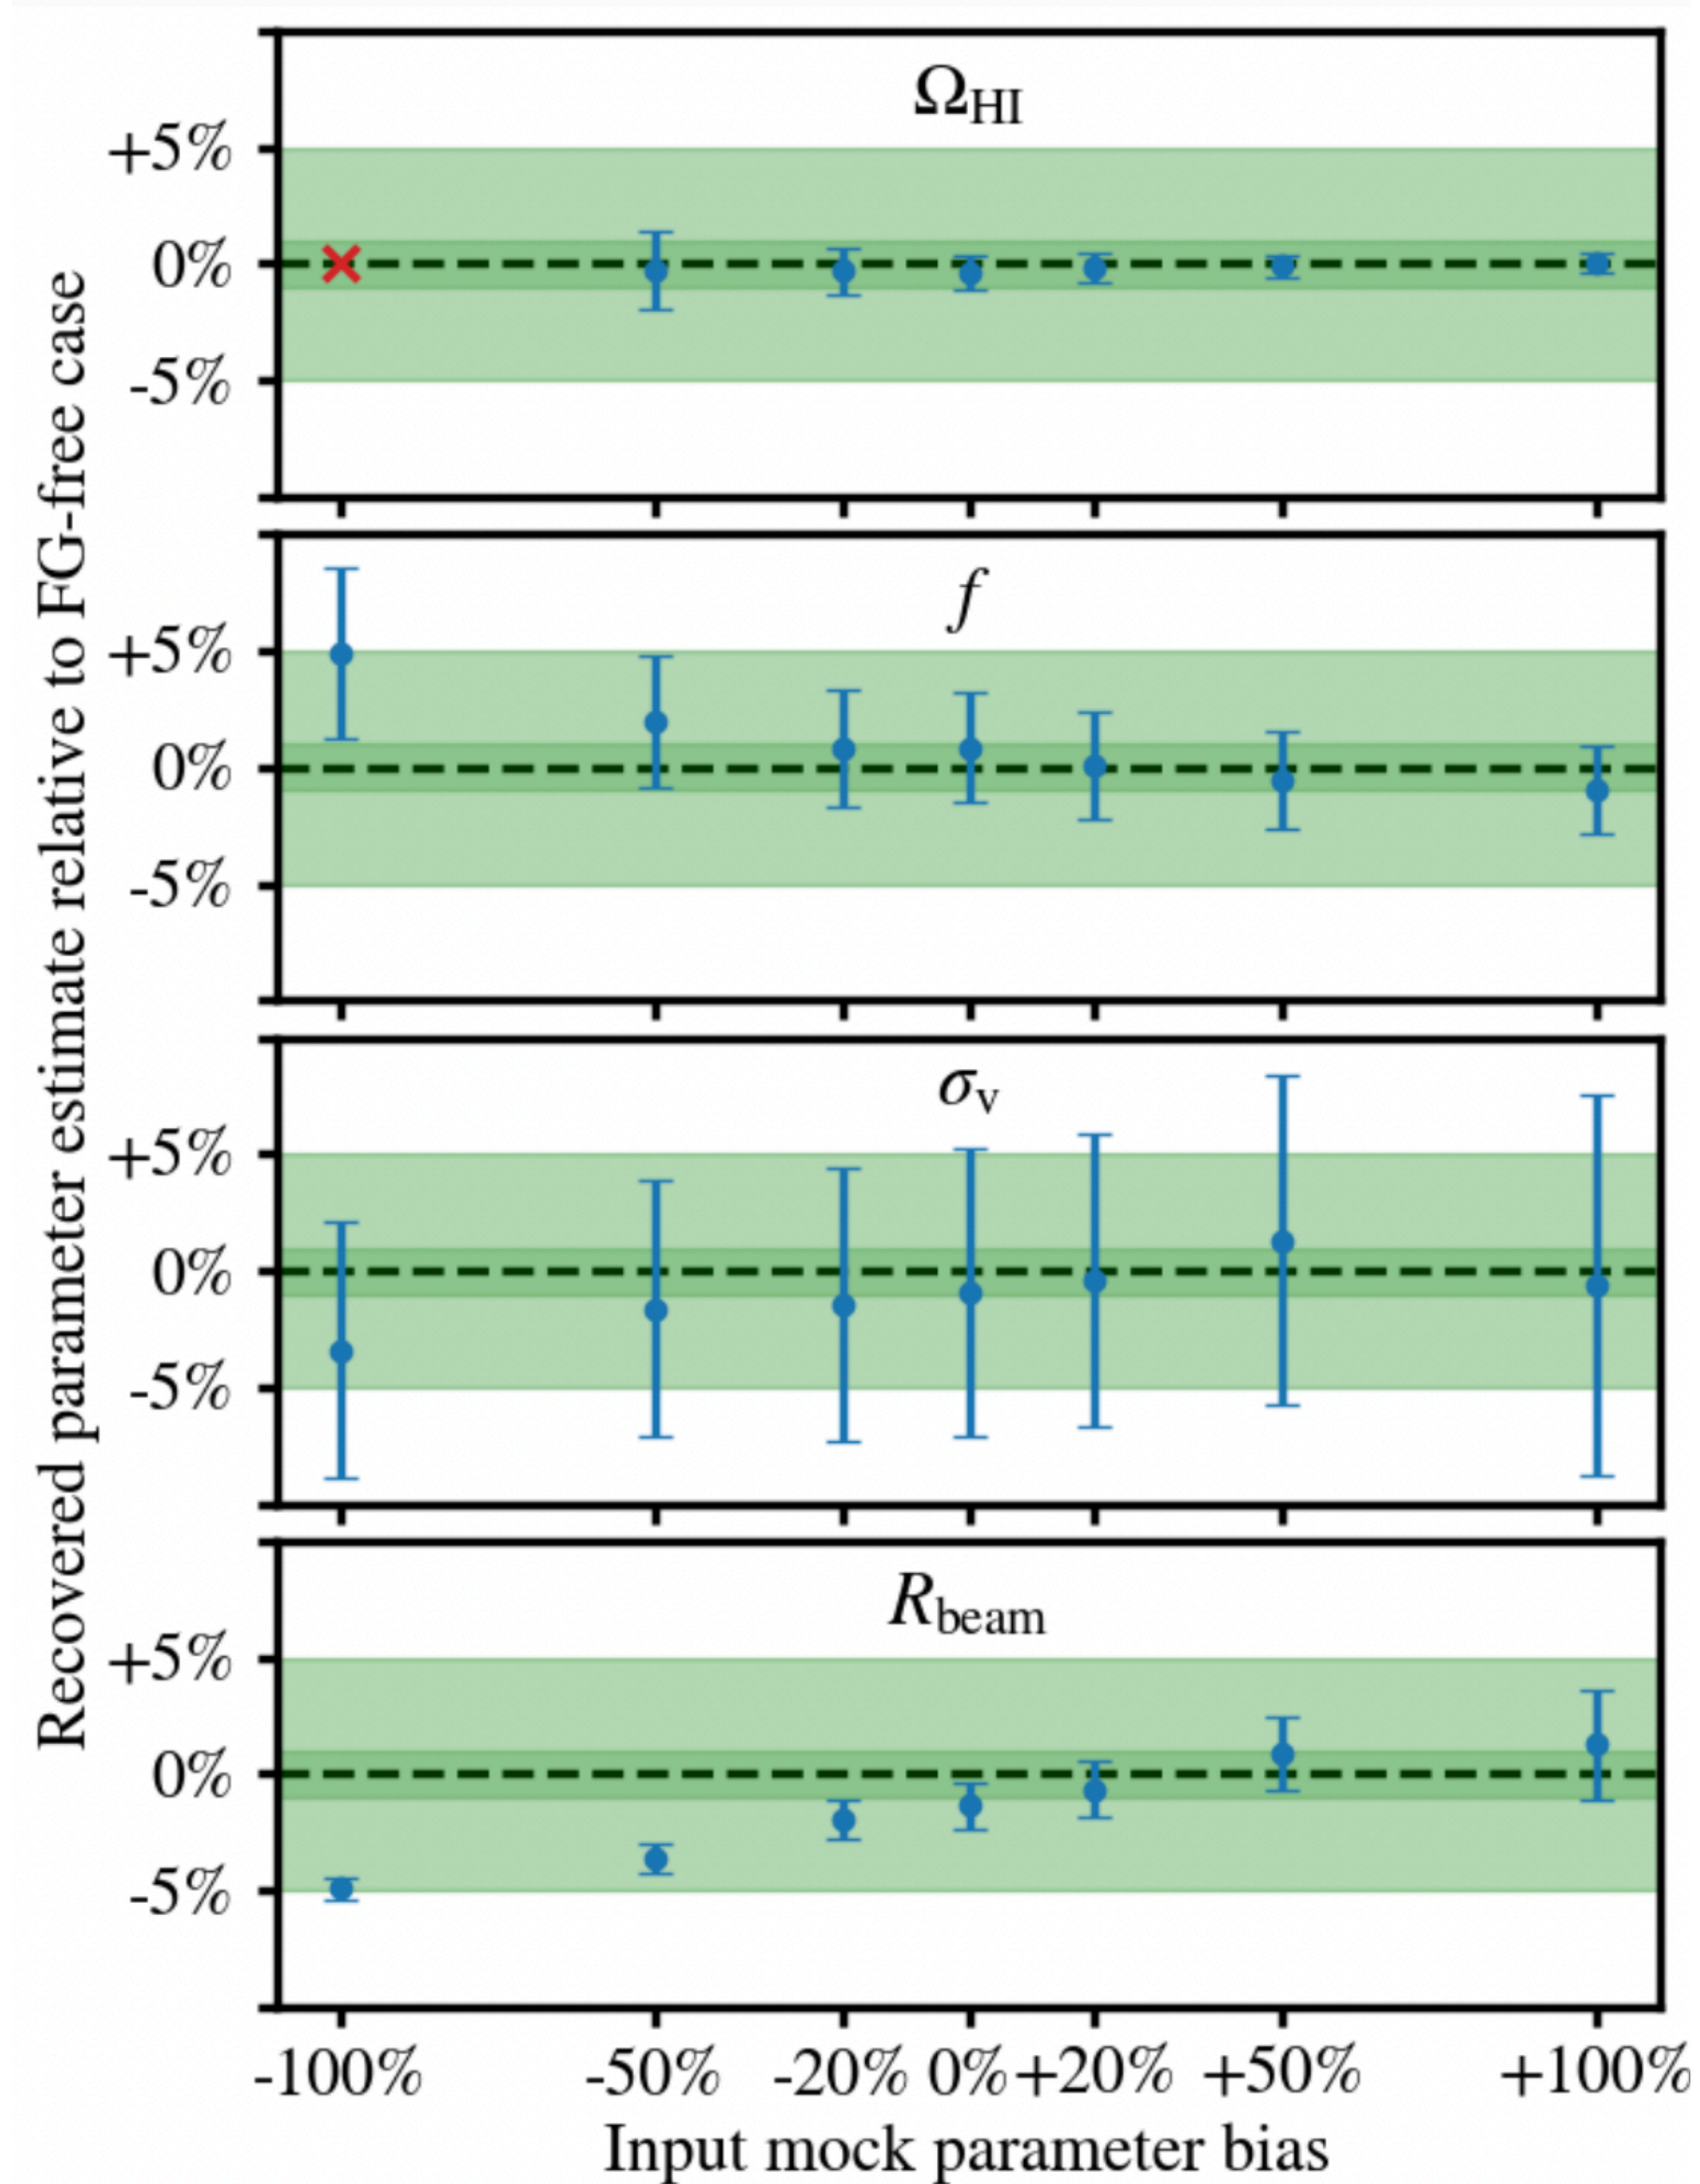 Recovered parameter estimate relative to FG-free case
Ω_HI
+5%
0%
-5%
f
+5%
0%
-5%
σ_v
+5%
0%
-5%
R_beam
+5%
0%
-5%
-100% -50% -20% 0% +20% +50% +100%
Input mock parameter bias